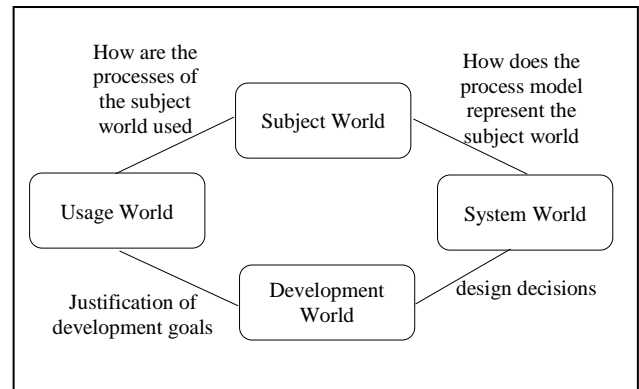 How are the
processes of
the subject
world used
How does the
process model
represent the
subject world
Subject World
Usage World
System World
Development
World
Justification of
development goals
design decisions